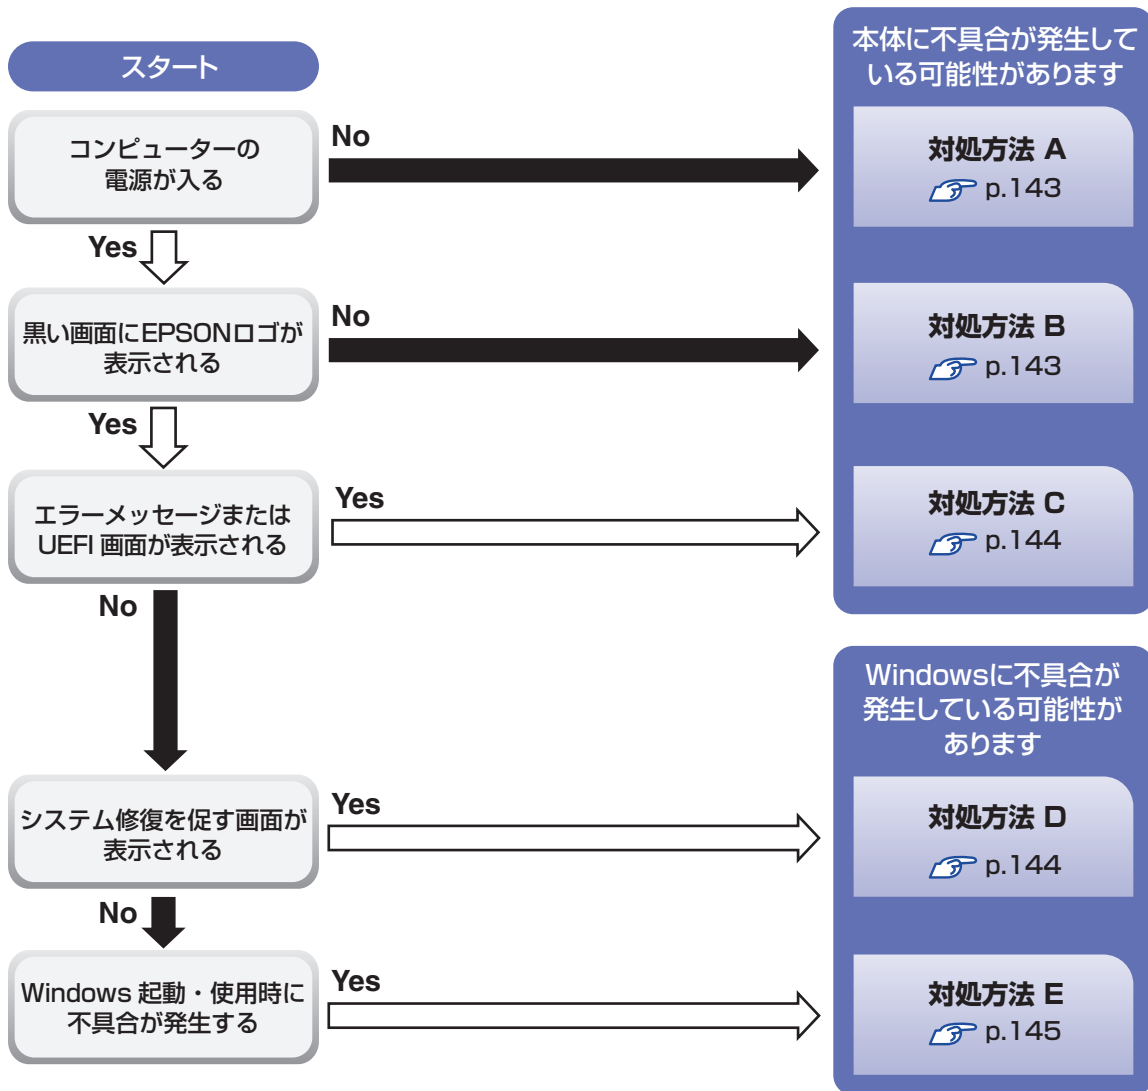 スタート
コンピューターの
電源が入る
No
Yes
本体に不具合が発生して
いる可能性があります
対処方法 A
p.143
黒い画面にEPSONロゴが
表示される
No
Yes
対処方法 B
p.143
エラーメッセージまたは
UEFI 画面が表示される
Yes
No
対処方法 C
p.144
Windowsに不具合が
発生している可能性が
あります
システム修復を促す画面が
表示される
Yes
No
対処方法 D
p.144
Windows 起動・使用時に
不具合が発生する
Yes
対処方法 E
p.145